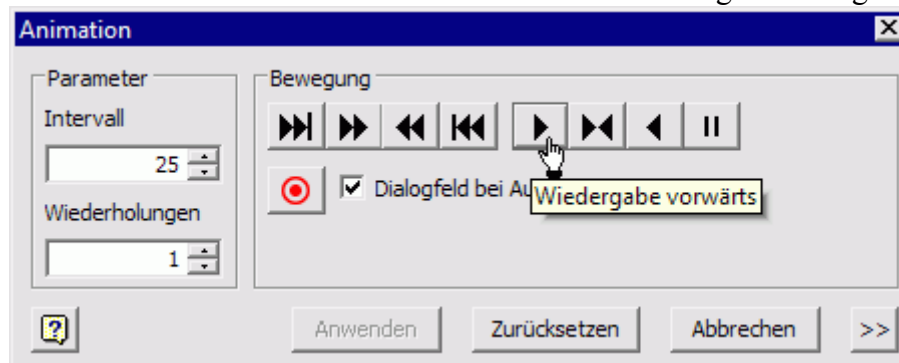 Animation
Parameter
Intervall
25
Wiederholungen
1
Bewegung
Dialogfeld bei Au
Wiedergabe vorwärts
Anwenden
Zurücksetzen
Abbrechen
>>